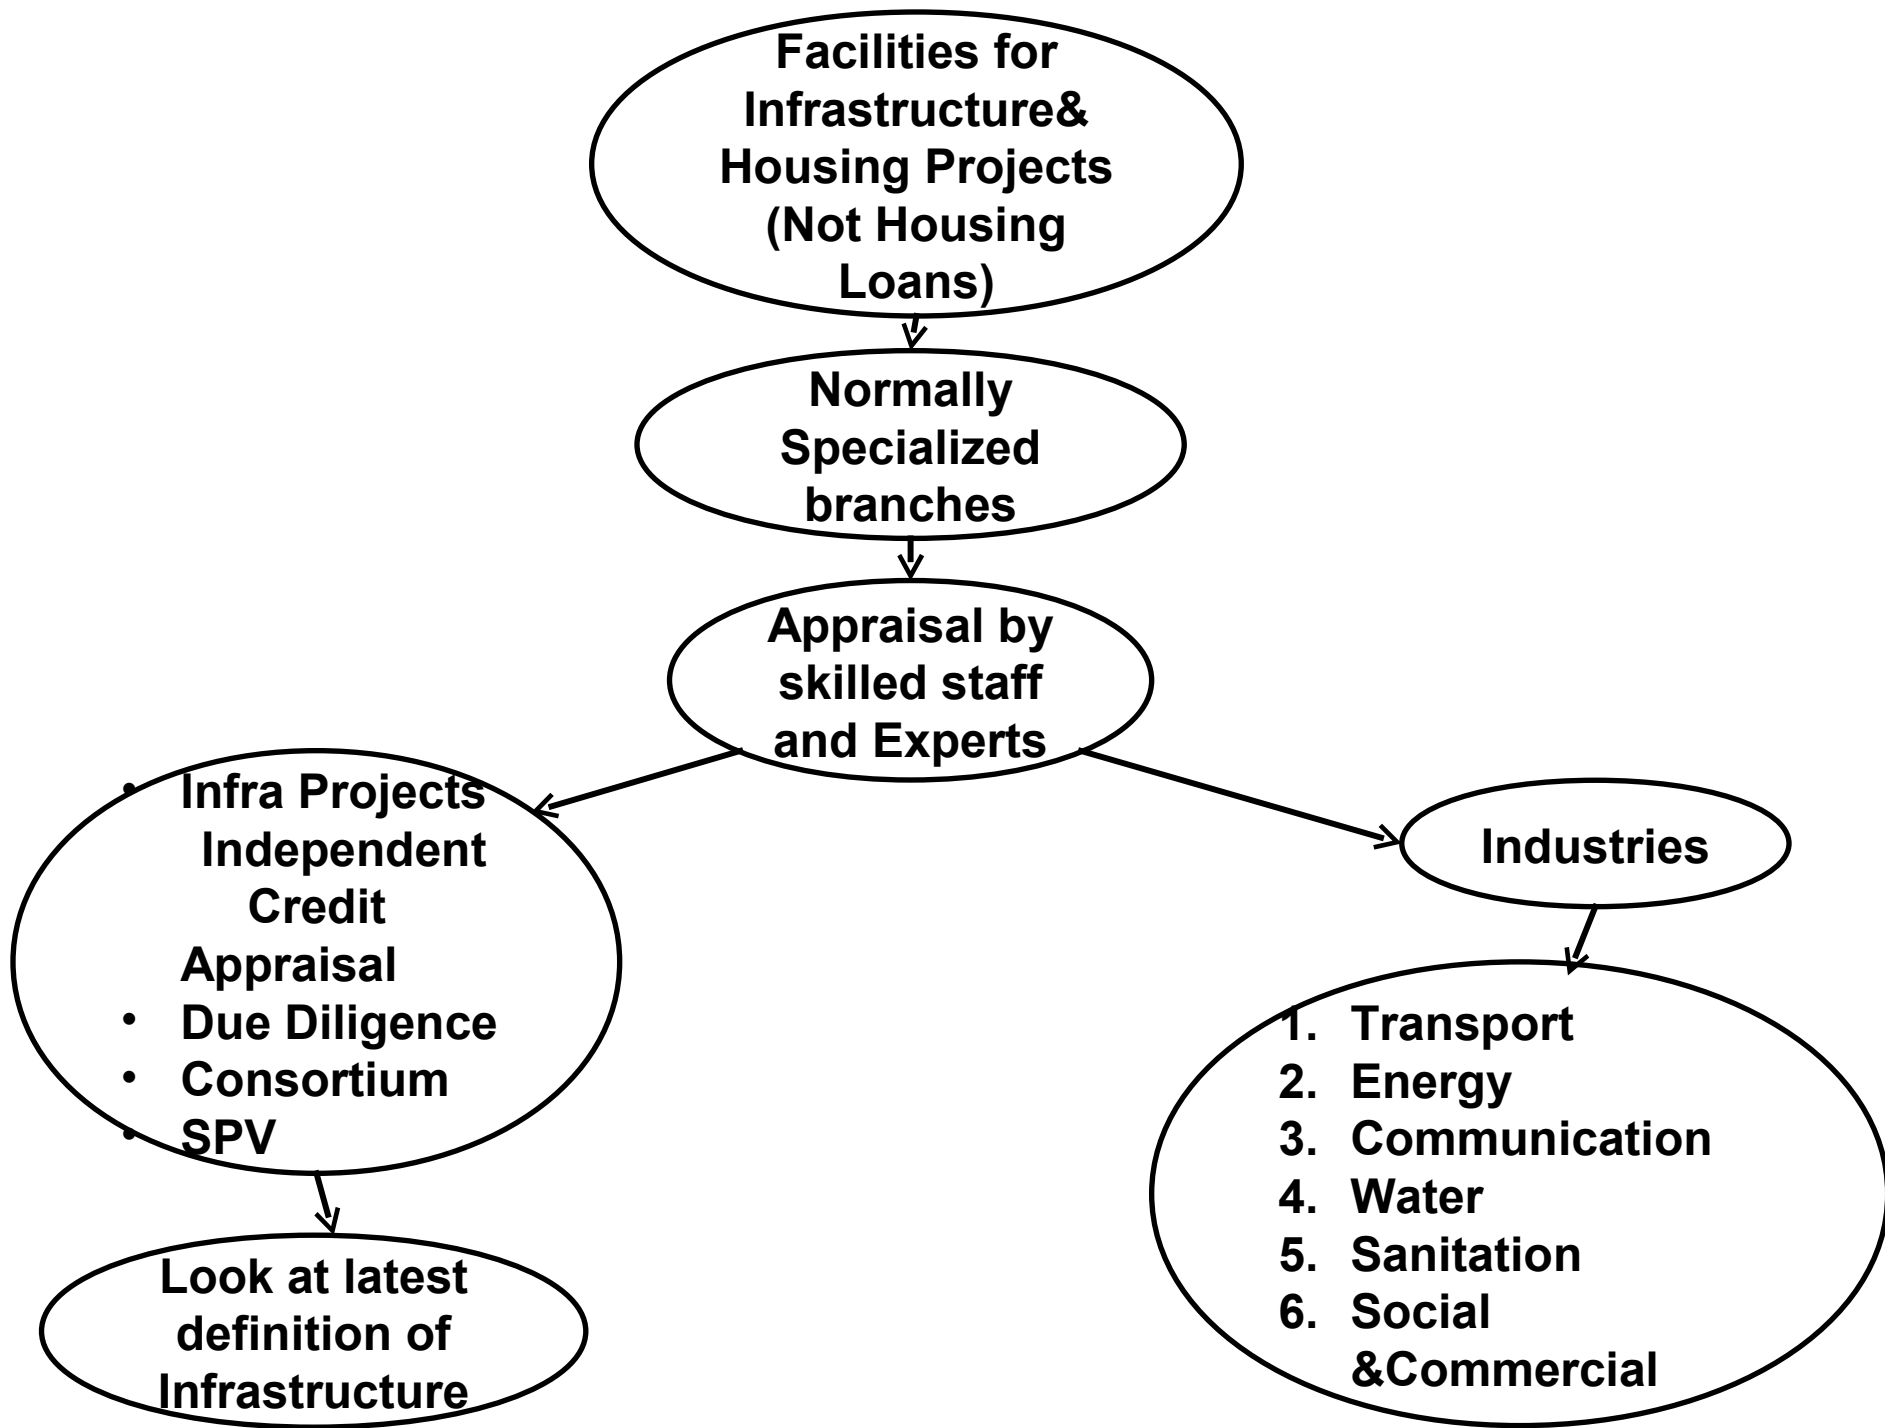 Facilities for
Infrastructure&
Housing Projects
(Not Housing
Loans)
Normally
Specialized
branches
Appraisal by
skilled staff
and Experts
• Infra Projects
Independent
Credit
Appraisal
• Due Diligence
• Consortium
• SPV
Look at latest
definition of
Infrastructure
Industries
1. Transport
2. Energy
3. Communication
4. Water
5. Sanitation
6. Social
&Commercial